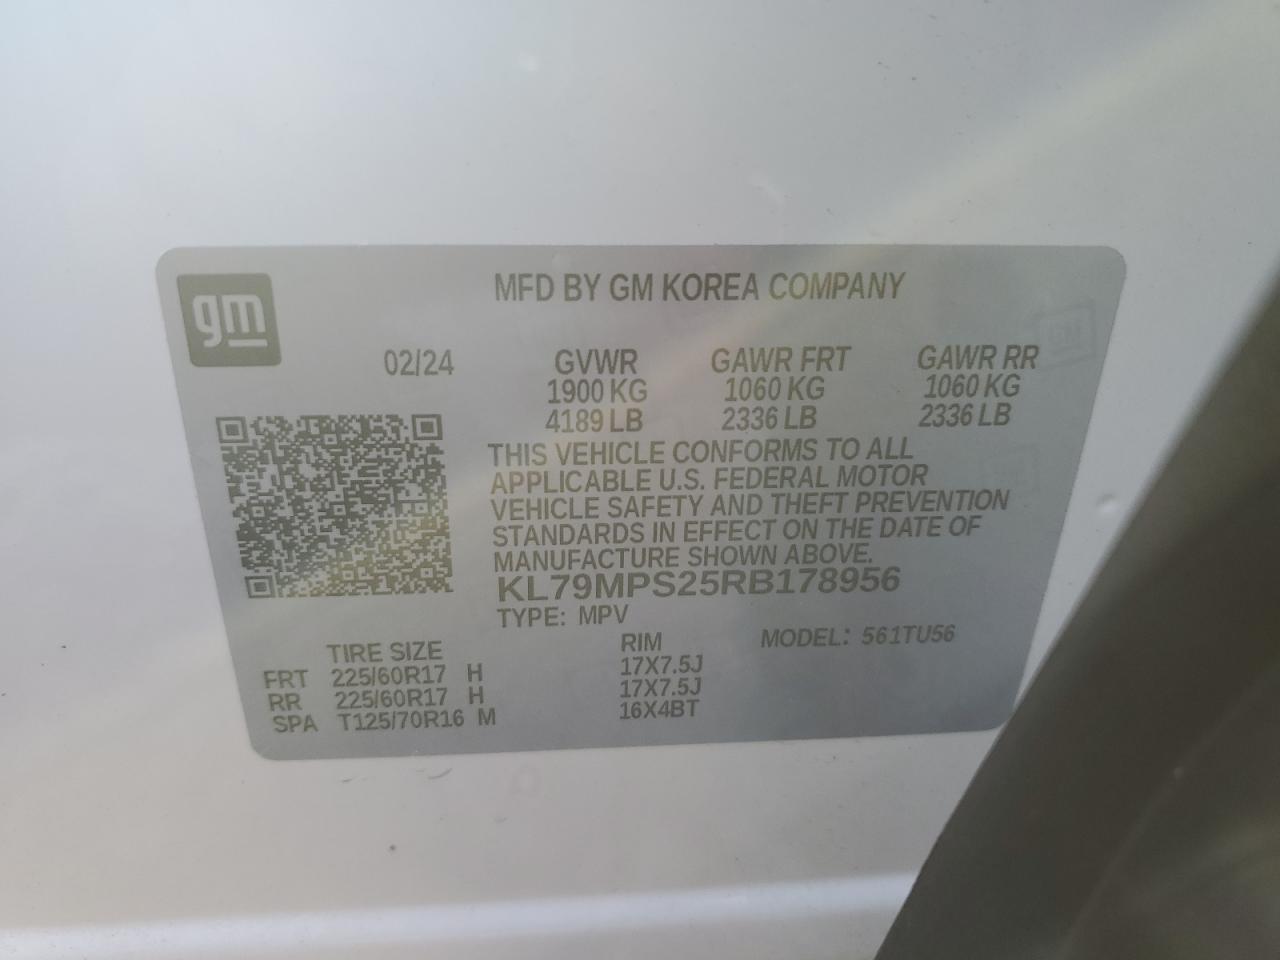 gm
MFD BY GM KOREA COMPANY
02/24 GVWR GAWR FRT GAWR RR
1900 KG 1060 KG 1060 KG
4189 LB 2336 LB 2336 LB
THIS VEHICLE CONFORMS TO ALL
APPLICABLE U.S. FEDERAL MOTOR
VEHICLE SAFETY AND THEFT PREVENTION
STANDARDS IN EFFECT ON THE DATE OF
MANUFACTURE SHOWN ABOVE.
KL79MPS25RB178956
TYPE: MPV
TIRE SIZE RIM MODEL: 561TU56
FRT 225/60R17 H 17X7.5J
RR 225/60R17 H 17X7.5J
SPA T125/70R16 M 16X4BT